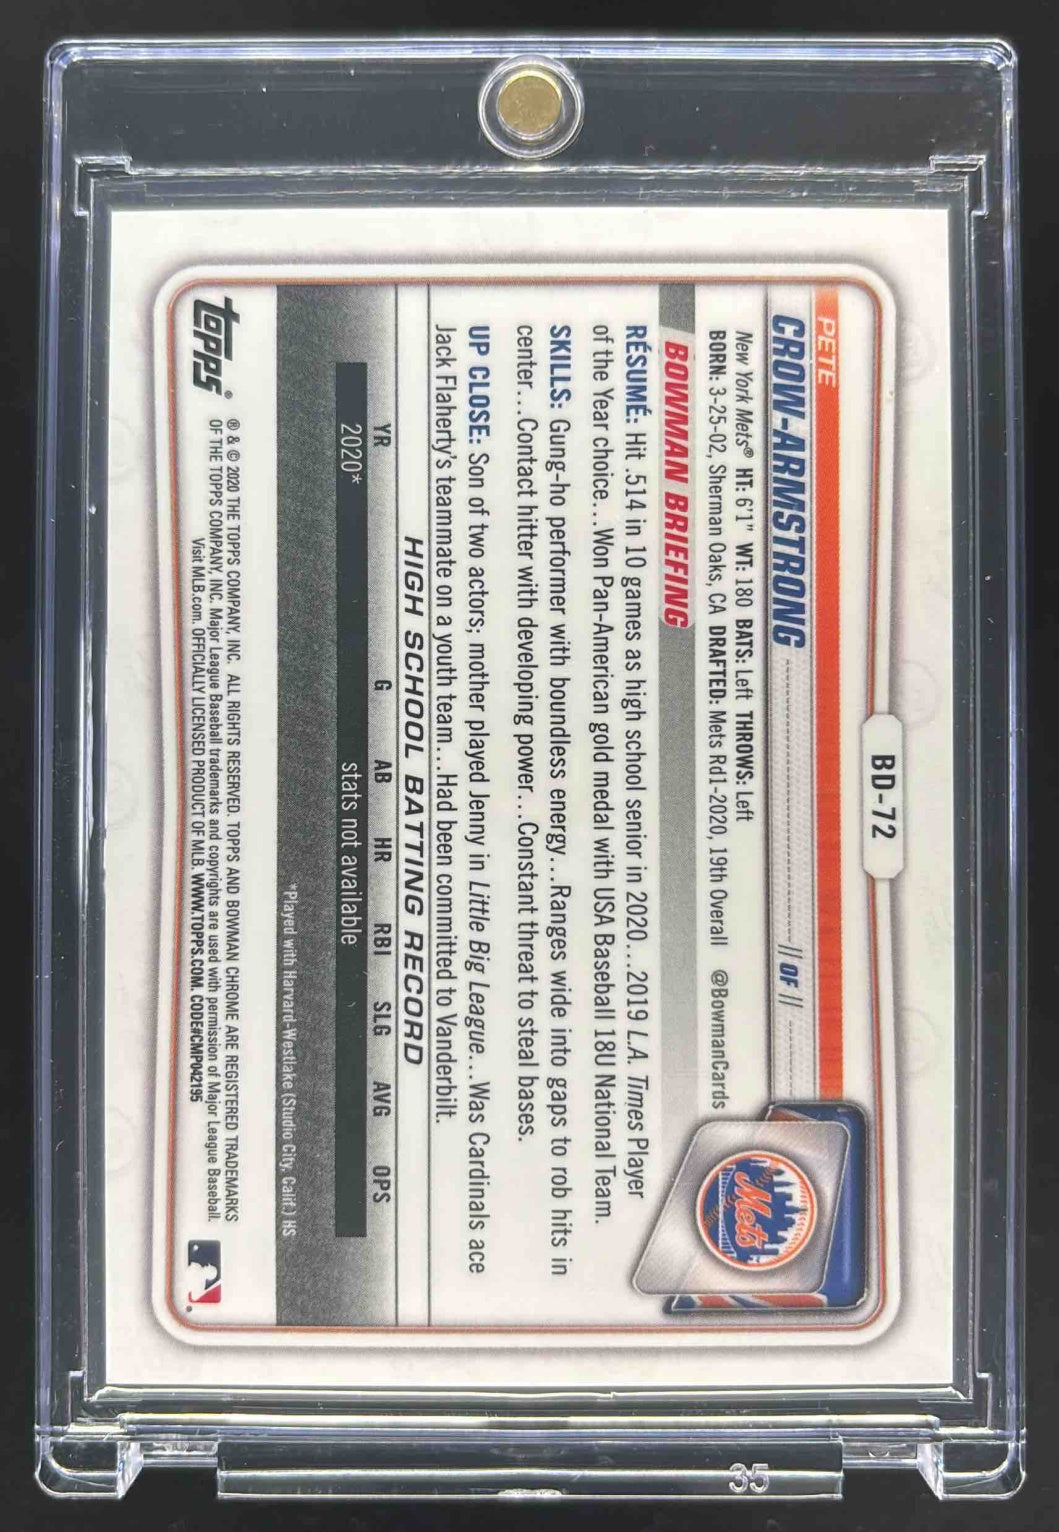 BD-72
PETE
CROW-ARMSTRONG // OF //
New York Mets® HT: 6'1" WT: 180 BATS: Left THROWS: Left
BORN: 3-25-02, Sherman Oaks, CA DRAFTED: Mets Rd1-2020, 19th Overall @BowmanCards
Mets
BOWMAN BRIEFING
RÉSUMÉ: Hit .514 in 10 games as high school senior in 2020...2019 L.A. Times Player
of the Year choice...Won Pan-American gold medal with USA Baseball 18U National Team.
SKILLS: Gung-ho performer with boundless energy...Ranges wide into gaps to rob hits in
center...Contact hitter with developing power...Constant threat to steal bases.
UP CLOSE: Son of two actors; mother played Jenny in Little Big League...Was Cardinals ace
Jack Flaherty's teammate on a youth team...Had been committed to Vanderbilt.
HIGH SCHOOL BATTING RECORD
YR G AB HR RBI SLG AVG OPS
2020* stats not available
*Played with Harvard-Westlake (Studio City, Calif.) HS
topps®
® & © 2020 THE TOPPS COMPANY, INC. ALL RIGHTS RESERVED. TOPPS AND BOWMAN CHROME ARE REGISTERED TRADEMARKS
OF THE TOPPS COMPANY, INC. Major League Baseball trademarks and copyrights are used with permission of Major League Baseball.
Visit MLB.com. OFFICIALLY LICENSED PRODUCT OF MLB. WWW.TOPPS.COM. CODE#CMP042195
35